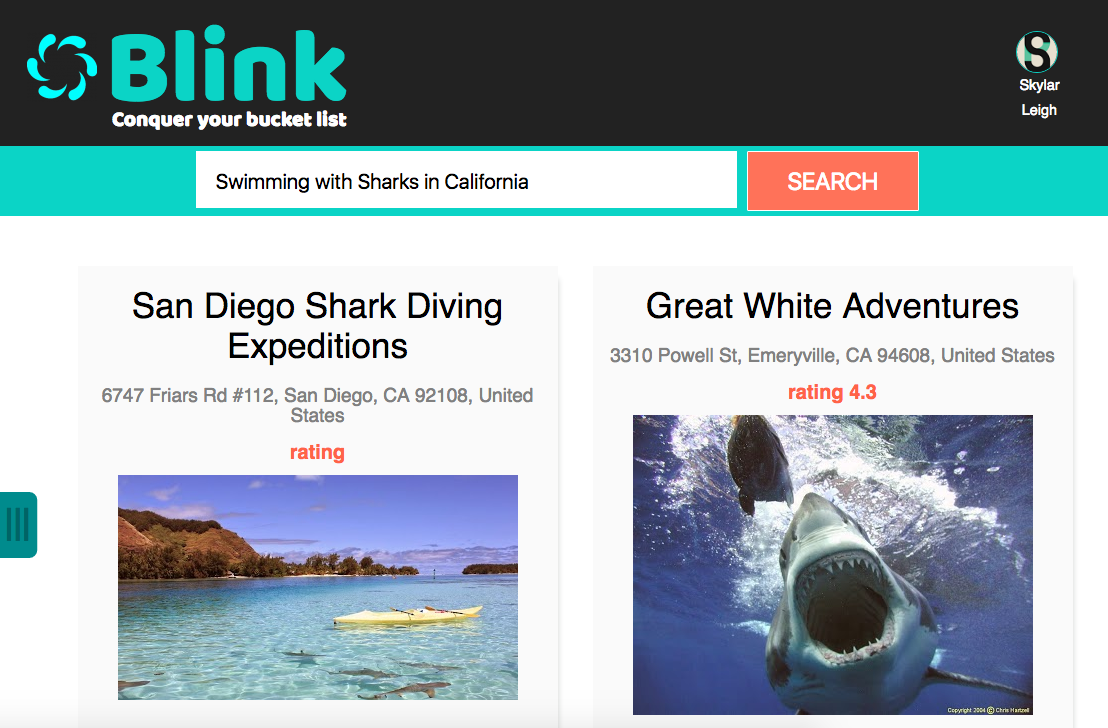 Blink
Conquer your bucket list
S
Skylar
Leigh
Swimming with Sharks in California
SEARCH
San Diego Shark Diving
Expeditions
6747 Friars Rd #112, San Diego, CA 92108, United
States
rating
Great White Adventures
3310 Powell St, Emeryville, CA 94608, United States
rating 4.3
Copyright 2004 © Chris Hartzell